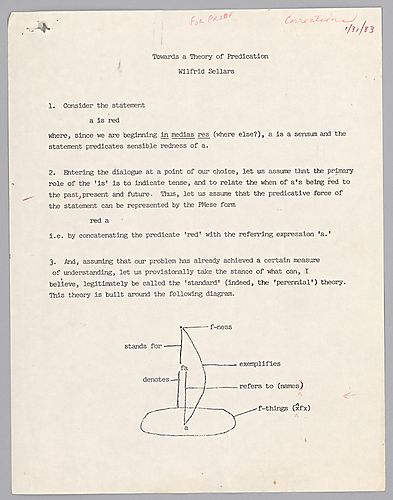 For Proof
Corrections
1/31/83
Towards a Theory of Predication
Wilfrid Sellars
1. Consider the statement
a is red
where, since we are beginning in medias res (where else?), a is a sensum and the
statement predicates sensible redness of a.
2. Entering the dialogue at a point of our choice, let us assume that the primary
role of the 'is' is to indicate tense, and to relate the when of a's being red to
the past, present and future. Thus, let us assume that the predicative force of
the statement can be represented by the PMese form
red a
i.e. by concatenating the predicate 'red' with the referring expression 'a.'
3. And, assuming that our problem has already achieved a certain measure
of understanding, let us provisionally take the stance of what can, I
believe, legitimately be called the 'standard' (indeed, the 'perennial') theory.
This theory is built around the following diagram.
f-ness
stands for
exemplifies
fa
denotes
refers to (names)
f-things (x̂fx)
a